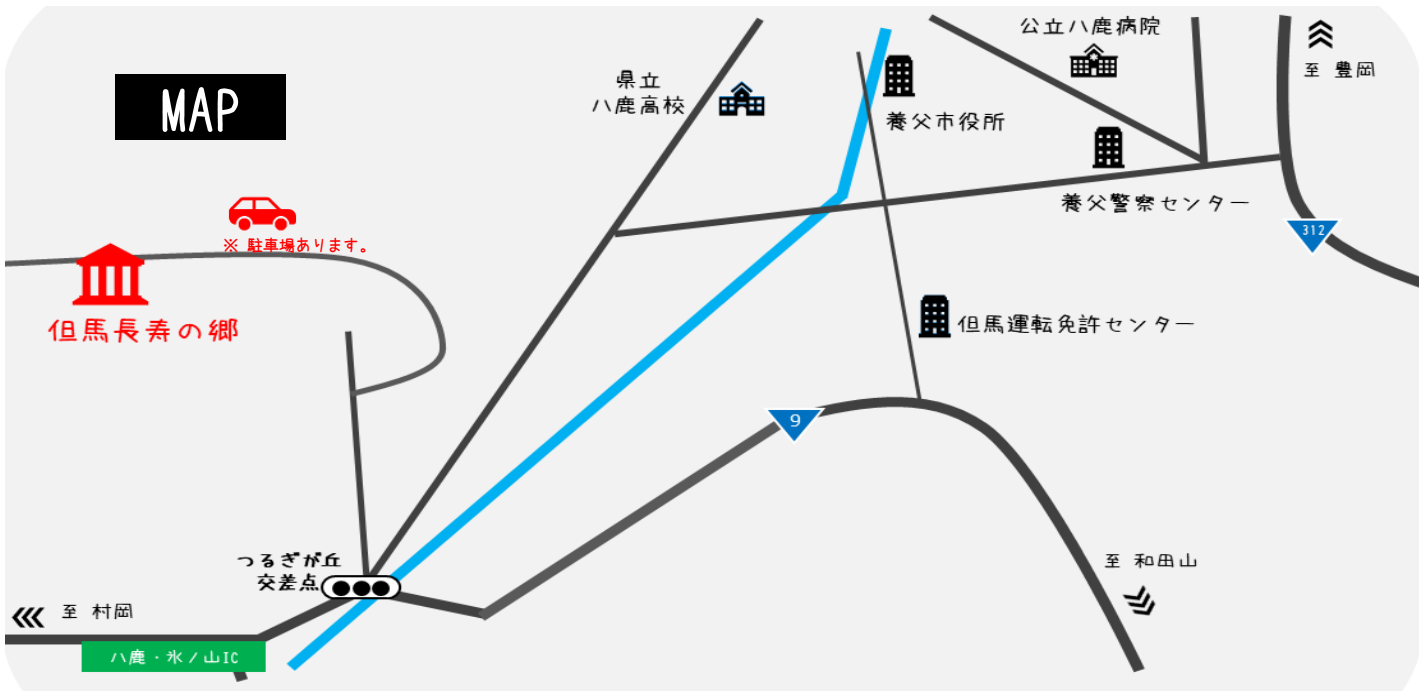 MAP
公立八鹿病院
至 豊岡
県立
八鹿高校
養父市役所
養父警察センター
312
※ 駐車場あります。
但馬長寿の郷
但馬運転免許センター
9
つるぎが丘
交差点
至 和田山
至 村岡
八鹿・氷ノ山IC